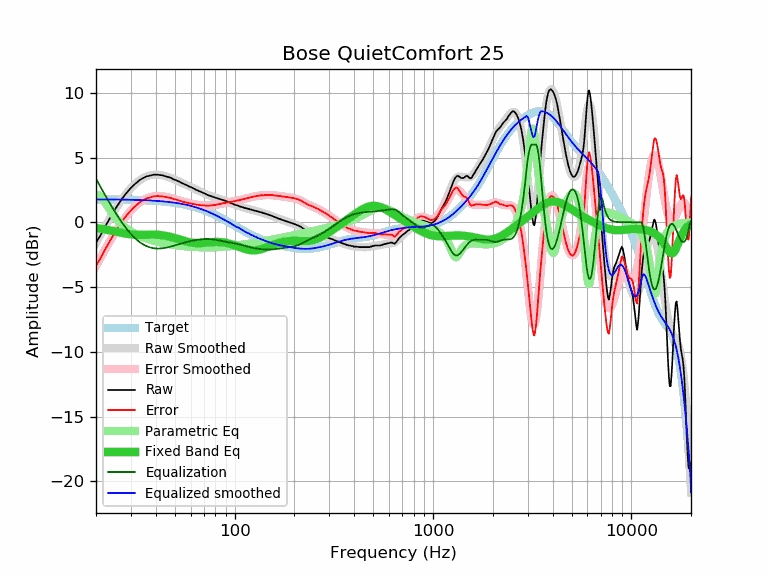 Bose QuietComfort 25
10
5
0
−5
−10
−15
−20
Amplitude (dBr)
Target
Raw Smoothed
Error Smoothed
Raw
Error
Parametric Eq
Fixed Band Eq
Equalization
Equalized smoothed
100 1000 10000
Frequency (Hz)